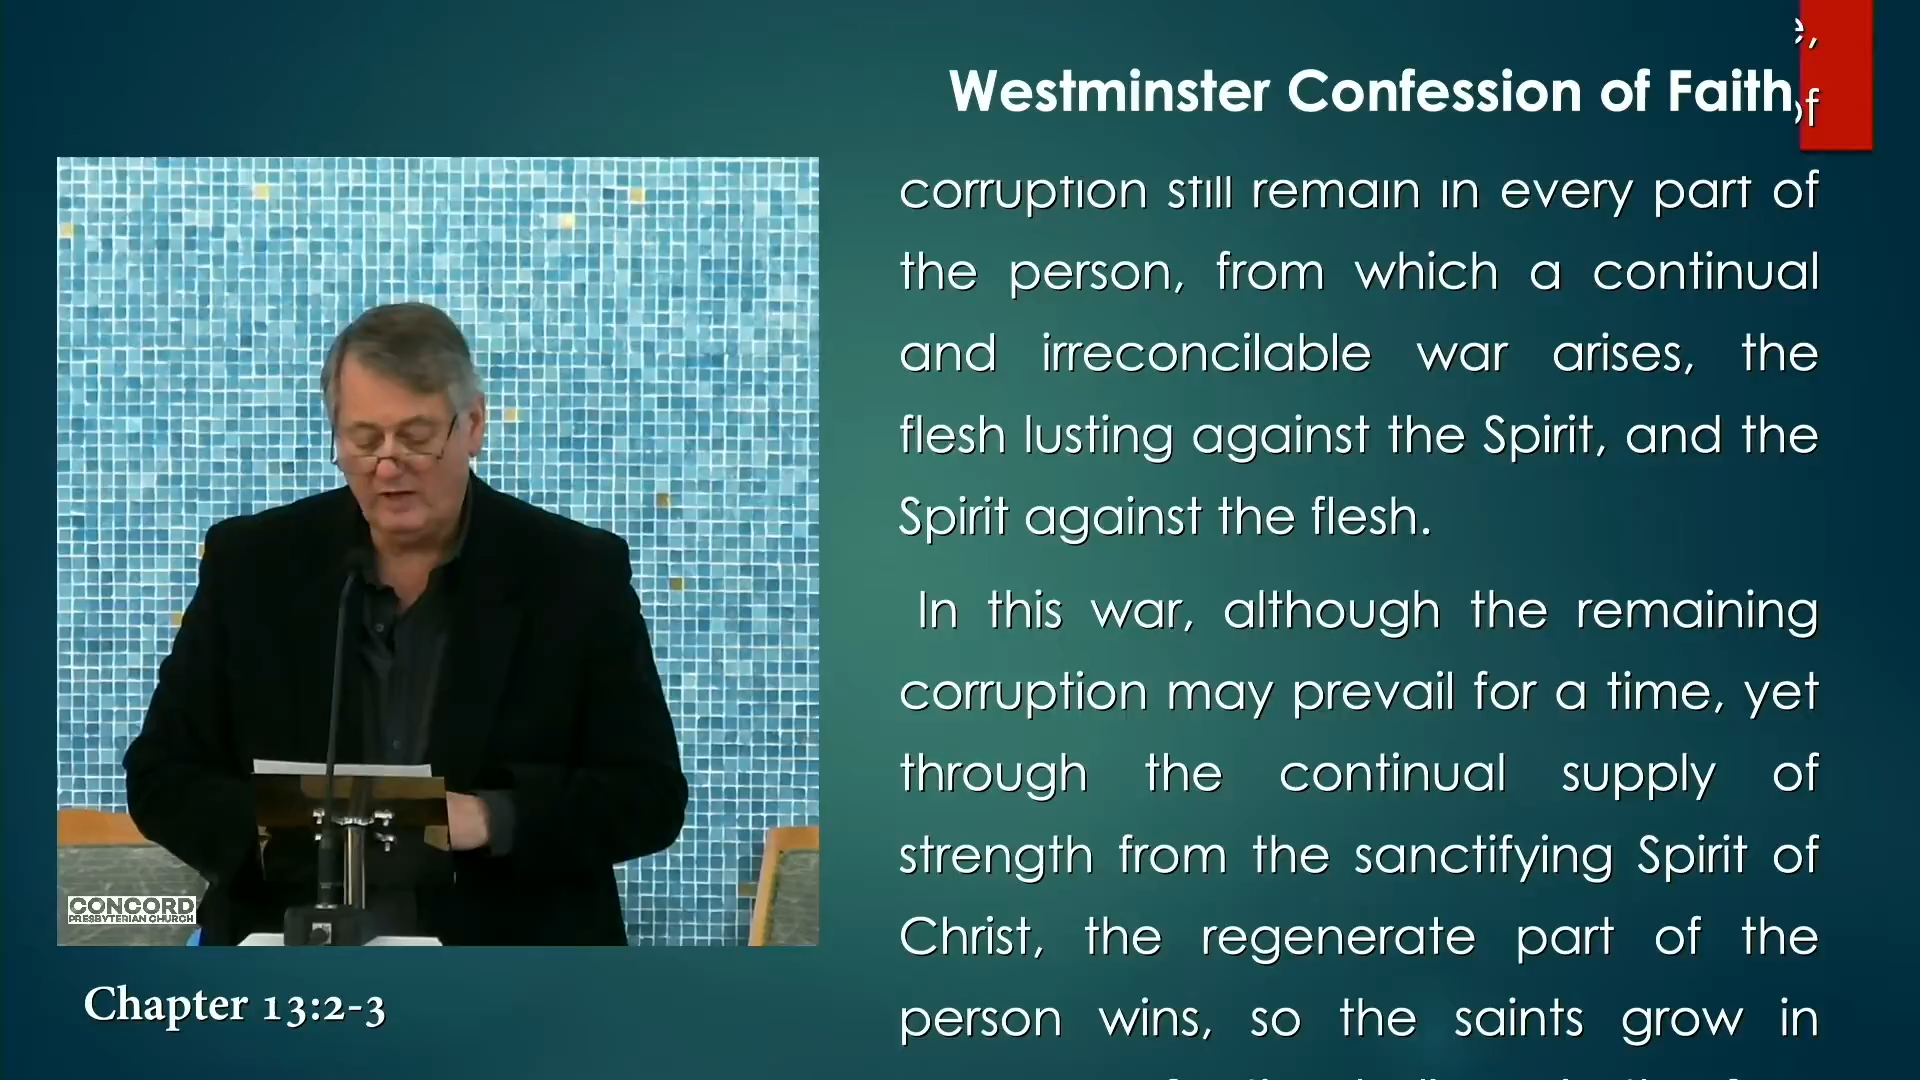 Westminster Confession of Faith
of
corruption still remain in every part of
the person, from which a continual
and irreconcilable war arises, the
flesh lusting against the Spirit, and the
Spirit against the flesh.
In this war, although the remaining
corruption may prevail for a time, yet
through the continual supply of
strength from the sanctifying Spirit of
Christ, the regenerate part of the
person wins, so the saints grow in
CONCORD
PRESBYTERIAN CHURCH
Chapter 13:2-3